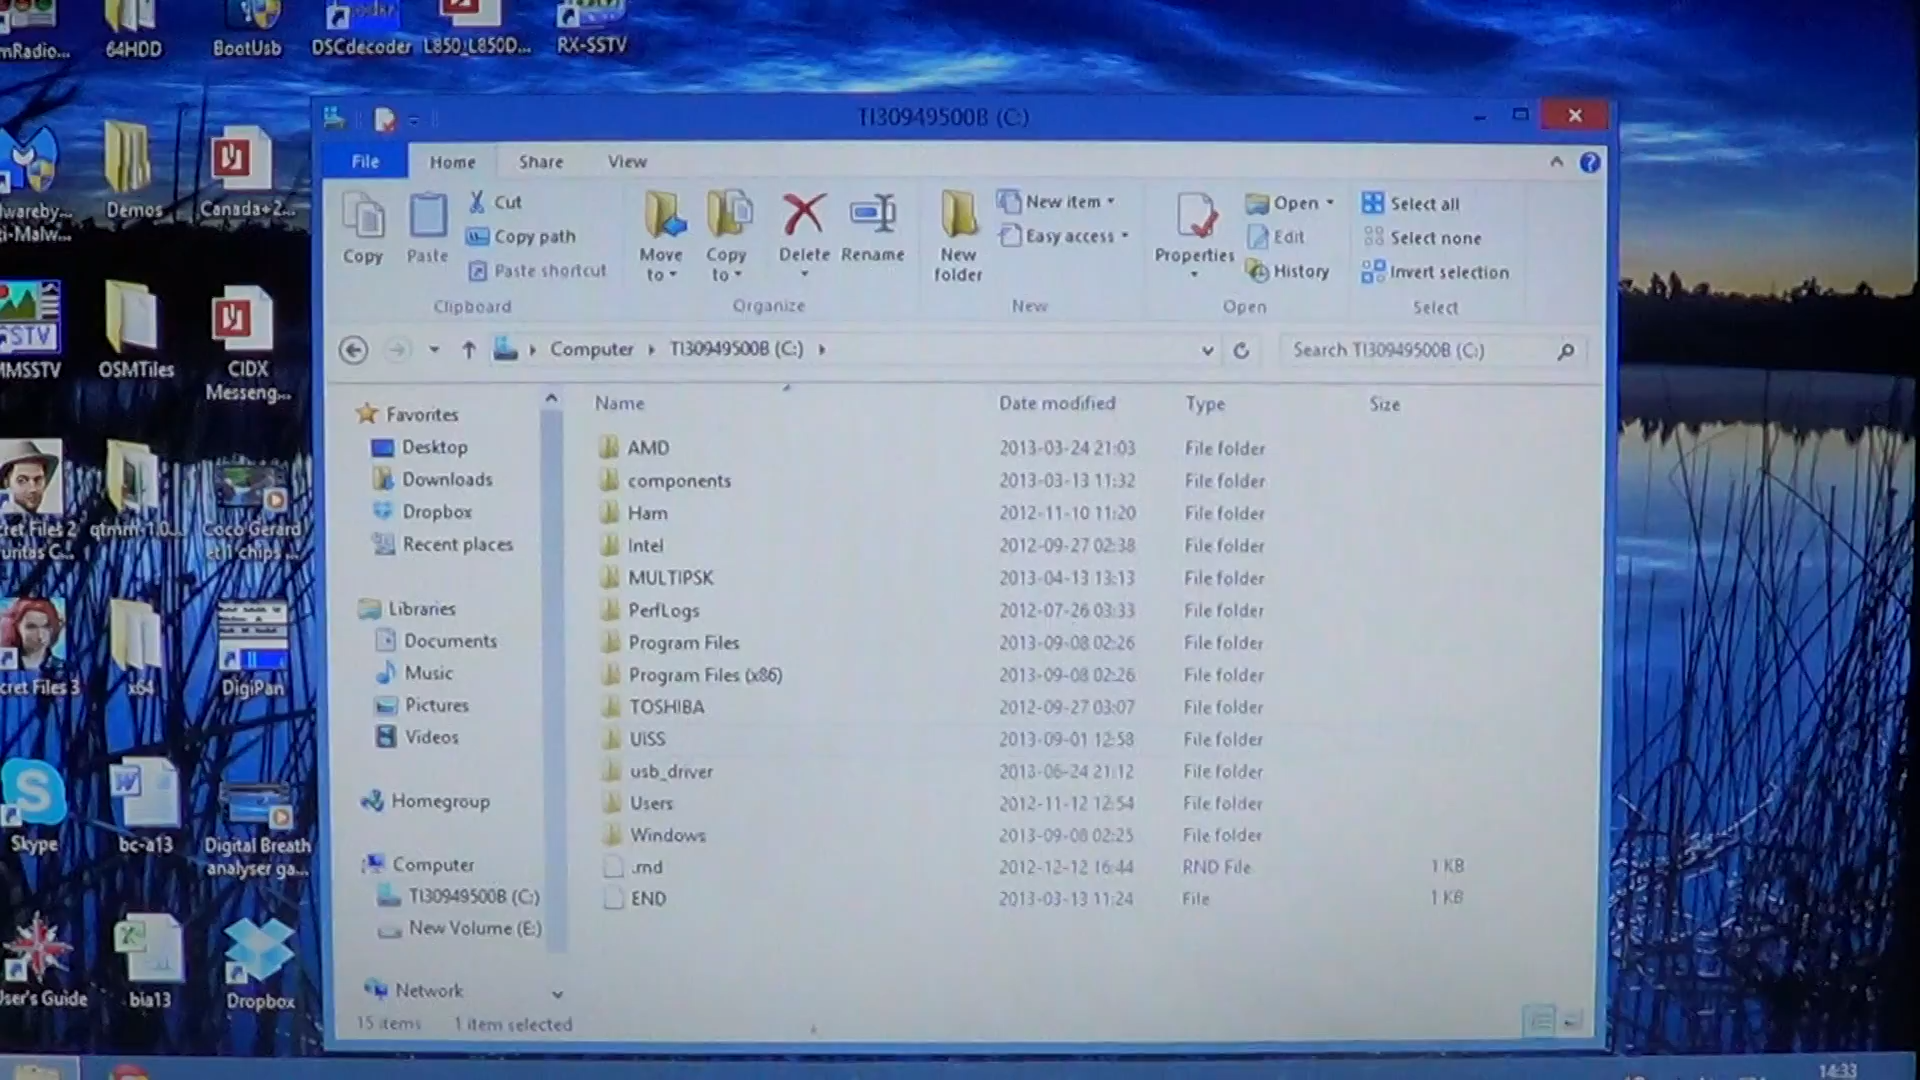 mRadio...
64HDD
BootUsb
DSCdecoder
L850_L850D...
RX-SSTV
TI30949500B (C:)
File
Home
Share
View
Copy
Paste
Cut
Copy path
Paste shortcut
Clipboard
Move to
Copy to
Delete
Rename
Organize
New folder
New item
Easy access
New
Properties
Open
Edit
History
Open
Select all
Select none
Invert selection
Select
Computer
TI30949500B (C:)
Search TI30949500B (C:)
Favorites
Desktop
Downloads
Dropbox
Recent places
Libraries
Documents
Music
Pictures
Videos
Homegroup
Computer
TI30949500B (C:)
New Volume (E:)
Network
Name Date modified Type Size
AMD 2013-03-24 21:03 File folder
components 2013-03-13 11:32 File folder
Ham 2012-11-10 11:20 File folder
Intel 2012-09-27 02:38 File folder
MULTIPSK 2013-04-13 13:13 File folder
PerfLogs 2012-07-26 03:33 File folder
Program Files 2013-09-08 02:26 File folder
Program Files (x86) 2013-09-08 02:26 File folder
TOSHIBA 2012-09-27 03:07 File folder
UISS 2013-09-01 12:58 File folder
usb_driver 2013-06-24 21:12 File folder
Users 2012-11-12 12:54 File folder
Windows 2013-09-08 02:25 File folder
.rnd 2012-12-12 16:44 RND File 1 KB
END 2013-03-13 11:24 File 1 KB
15 items 1 item selected
lwareby...
ti-Malw...
Demos
Canada+2...
SSTV
MMSSTV
OSMTiles
CIDX
Messeng...
cret Files 2
uritas C...
qtmm-1.0...
Coco Gerard
et 1 chips ...
cret Files 3
x64
DigiPan
Skype
bc-a13
Digital Breath
analyser ga...
User's Guide
bia13
Dropbox
14:33